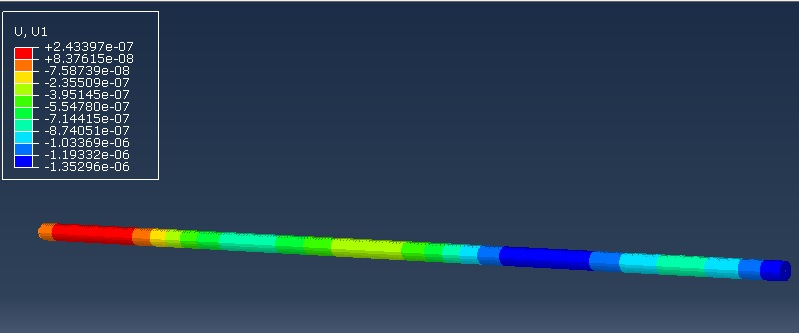 U, U1
+2.43397e-07
+8.37615e-08
-7.58739e-08
-2.35509e-07
-3.95145e-07
-5.54780e-07
-7.14415e-07
-8.74051e-07
-1.03369e-06
-1.19332e-06
-1.35296e-06